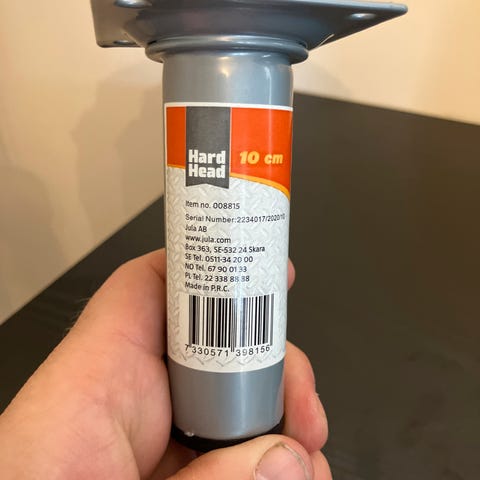 Hard
Head
10 cm
Item no. 008815
Serial Number:2234017/2020/10
Jula AB
www.jula.com
Box 363, SE-532 24 Skara
SE Tel. 0511-34 20 00
NO Tel. 67 90 01 33
PL Tel. 22 338 88 88
Made in P.R.C.
7 330571 398156